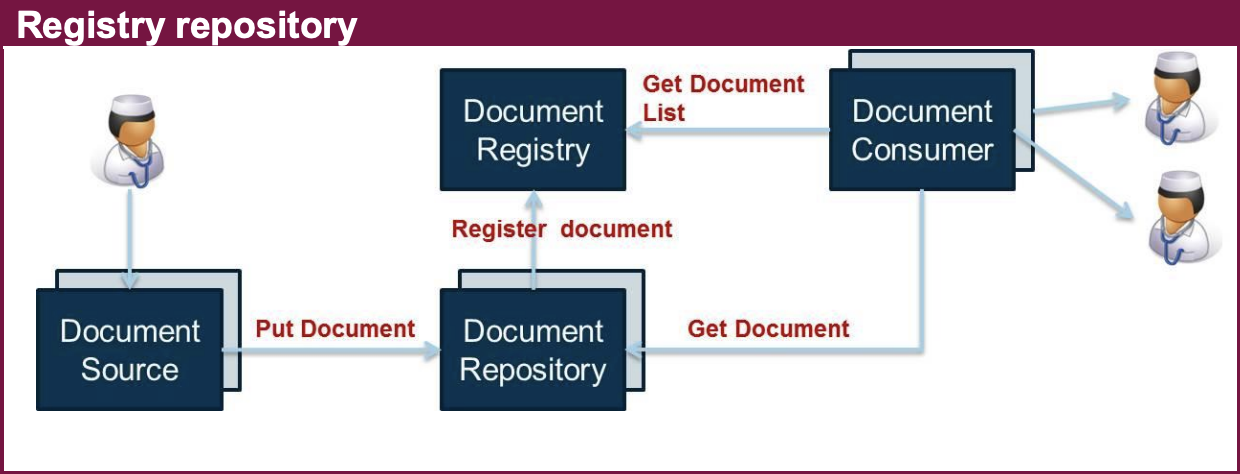 Registry repository
Get Document
List
Document
Registry
Document
Consumer
Register document
Document
Source
Put Document
Document
Repository
Get Document